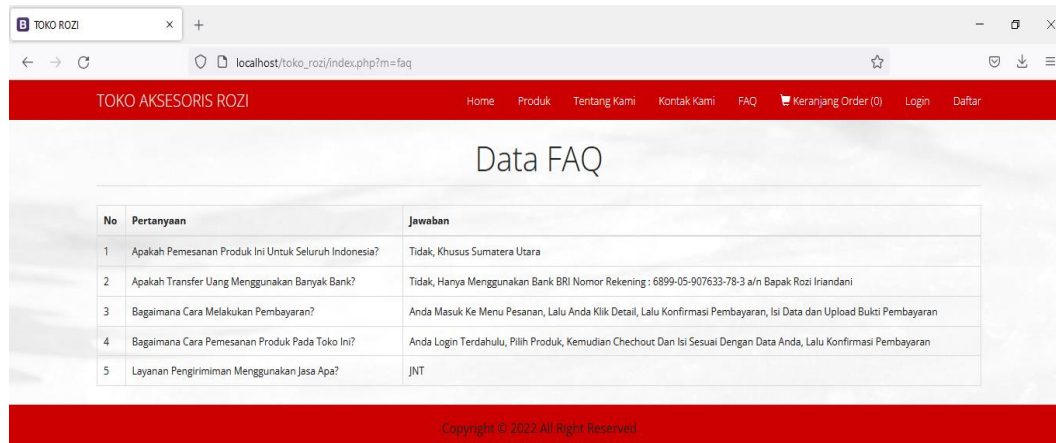 TOKO ROZI
localhost/toko_rozi/index.php?m=faq
TOKO AKSESORIS ROZI Home Produk Tentang Kami Kontak Kami FAQ Keranjang Order (0) Login Daftar
Data FAQ
No Pertanyaan Jawaban
1 Apakah Pemesanan Produk Ini Untuk Seluruh Indonesia? Tidak, Khusus Sumatera Utara
2 Apakah Transfer Uang Menggunakan Banyak Bank? Tidak, Hanya Menggunakan Bank BRI Nomor Rekening : 6899-05-907633-78-3 a/n Bapak Rozi Iriandani
3 Bagaimana Cara Melakukan Pembayaran? Anda Masuk Ke Menu Pesanan, Lalu Anda Klik Detail, Lalu Konfirmasi Pembayaran, Isi Data dan Upload Bukti Pembayaran
4 Bagaimana Cara Pemesanan Produk Pada Toko Ini? Anda Login Terdahulu, Pilih Produk, Kemudian Chechout Dan Isi Sesuai Dengan Data Anda, Lalu Konfirmasi Pembayaran
5 Layanan Pengirimiman Menggunakan Jasa Apa? JNT
Copyright © 2022 All Right Reserved